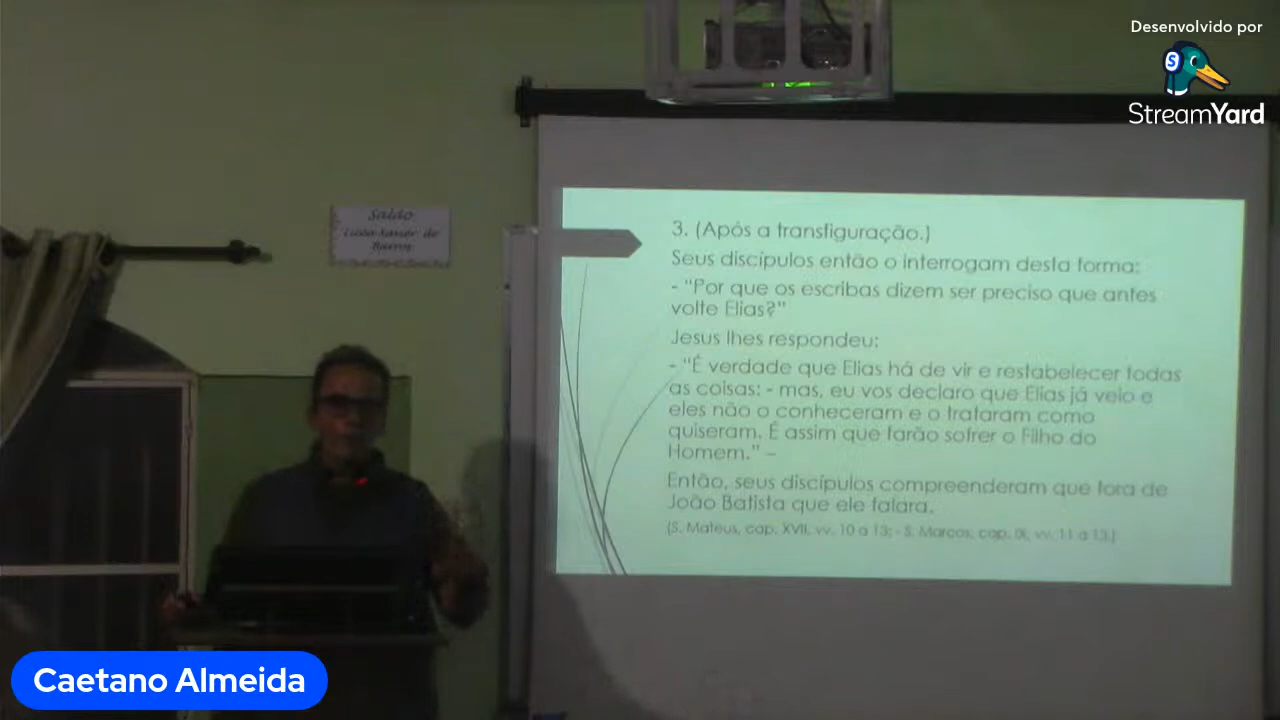 Desenvolvido por
StreamYard
3. (Após a transfiguração.)
Seus discípulos então o interrogam desta forma:
- "Por que os escribas dizem ser preciso que antes
volte Elias?"
Jesus lhes respondeu:
- "É verdade que Elias há de vir e restabelecer todas
as coisas: - mas, eu vos declaro que Elias já veio e
eles não o conheceram e o trataram como
quiseram. É assim que farão sofrer o Filho do
Homem." –
Então, seus discípulos compreenderam que fora de
João Batista que ele falara.
(S. Mateus, cap. XVII, vv. 10 a 13; - S. Marcos, cap. IX, vv. 11 a 13.)
Caetano Almeida